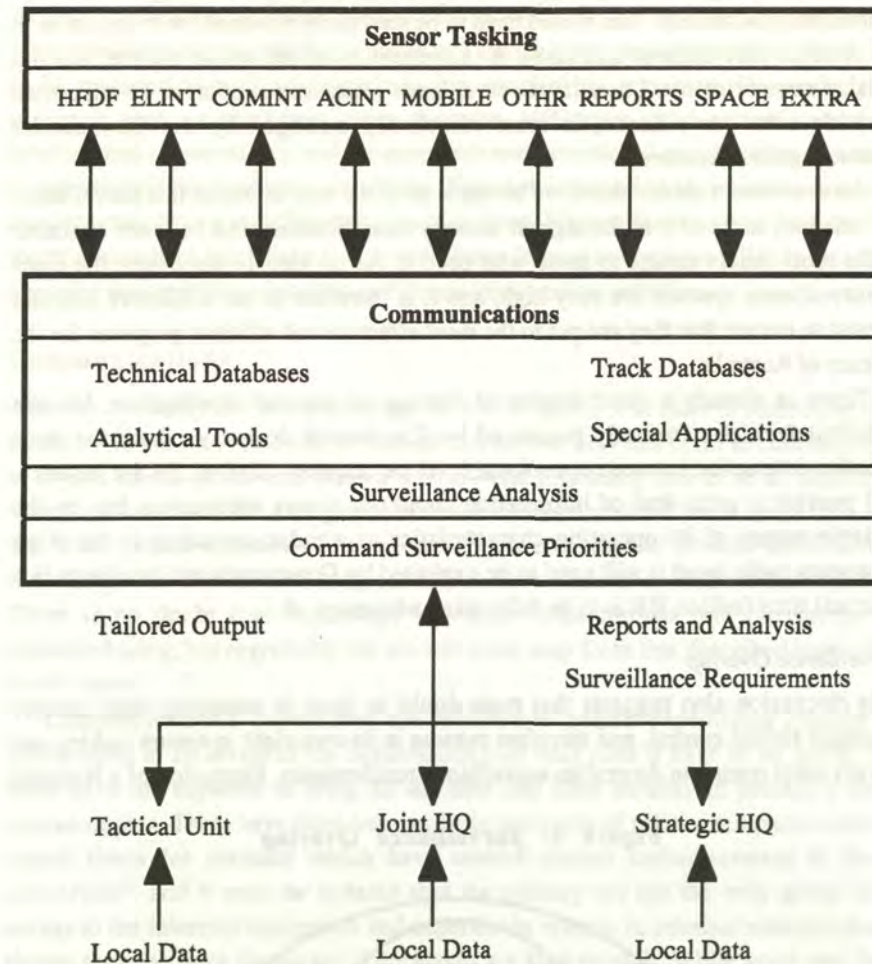 Sensor Tasking
HFDF ELINT COMINT ACINT MOBILE OTHR REPORTS SPACE EXTRA
Communications
Technical Databases Track Databases
Analytical Tools Special Applications
Surveillance Analysis
Command Surveillance Priorities
Tailored Output Reports and Analysis
Surveillance Requirements
Tactical Unit Joint HQ Strategic HQ
Local Data Local Data Local Data